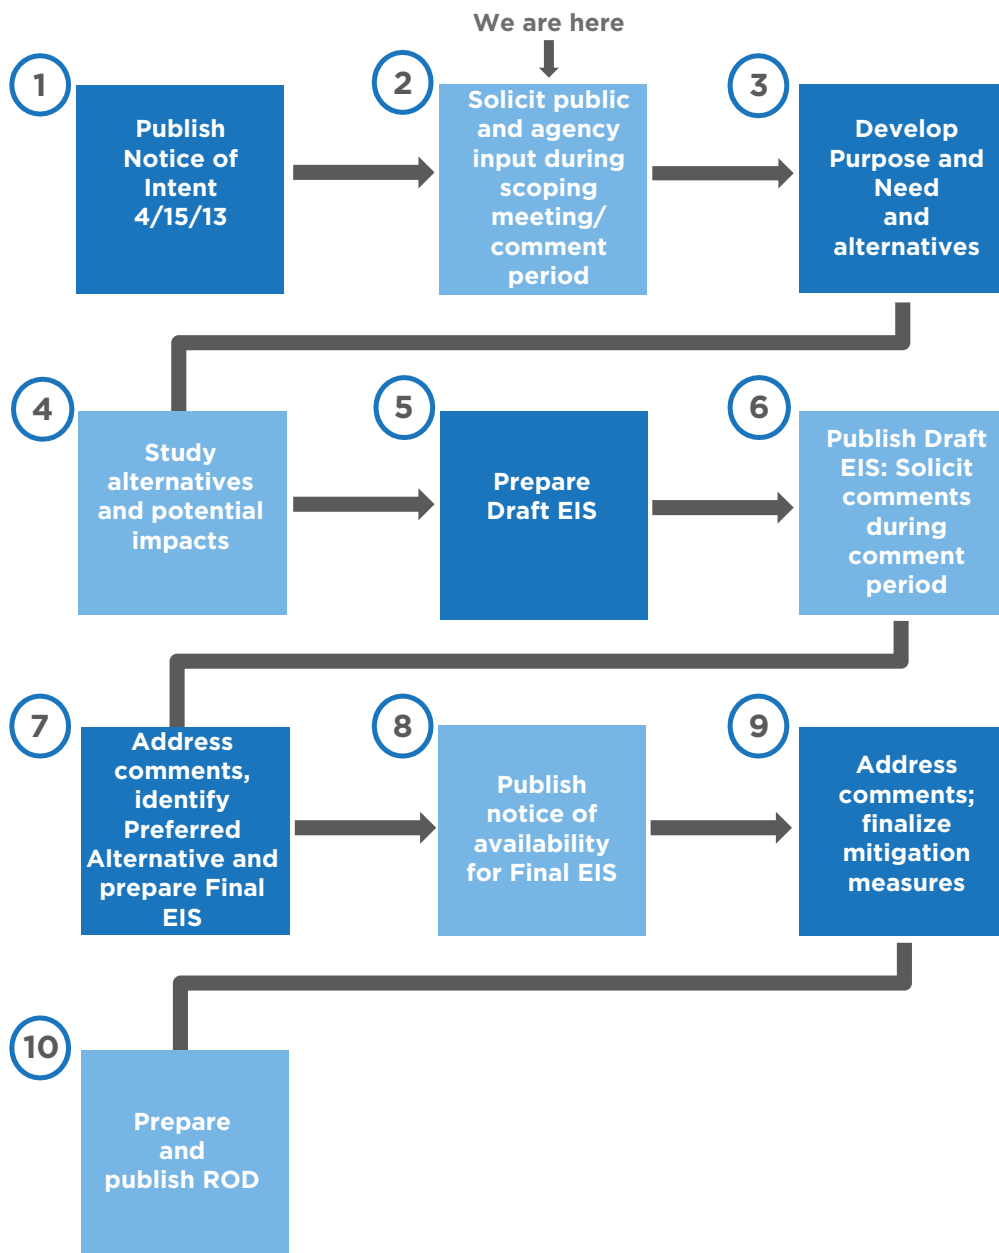 We are here
1
Publish
Notice of
Intent
4/15/13
2
Solicit public
and agency
input during
scoping
meeting/
comment
period
3
Develop
Purpose and
Need
and
alternatives
4
Study
alternatives
and potential
impacts
5
Prepare
Draft EIS
6
Publish Draft
EIS: Solicit
comments
during
comment
period
7
Address
comments,
identify
Preferred
Alternative and
prepare Final
EIS
8
Publish
notice of
availability
for Final EIS
9
Address
comments;
finalize
mitigation
measures
10
Prepare
and
publish ROD